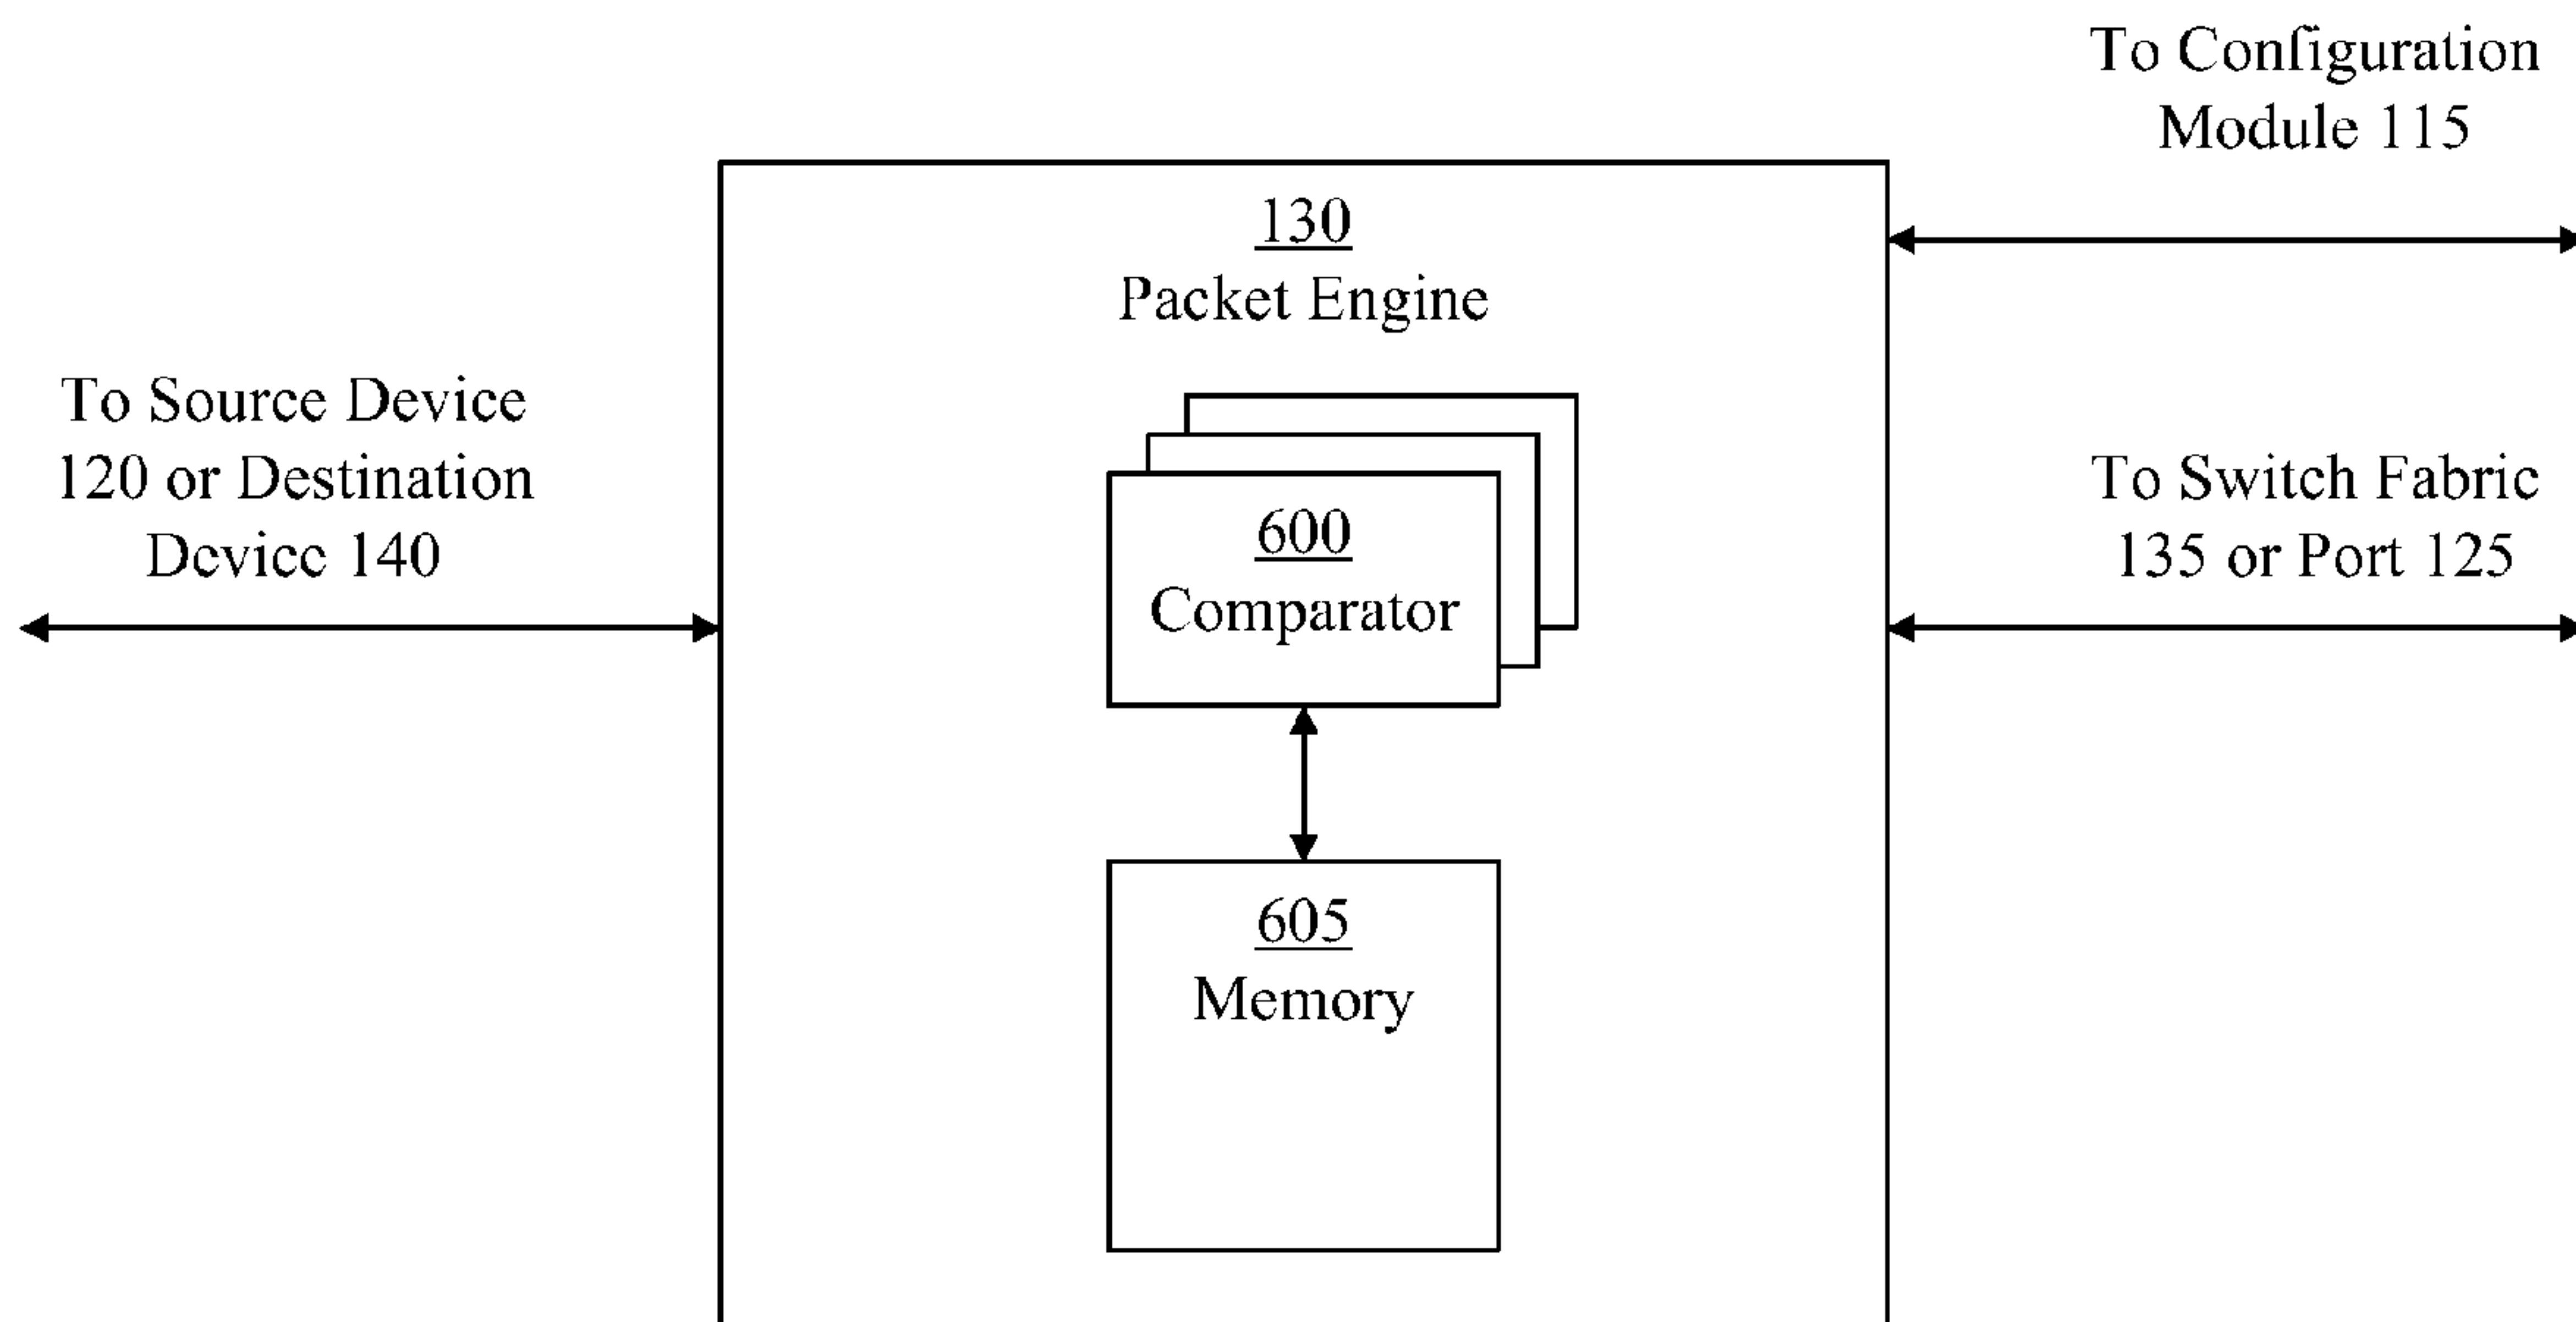 To Configuration
Module 115
130
Packet Engine
To Source Device
120 or Destination
Device 140
To Switch Fabric
135 or Port 125
600
Comparator
605
Memory